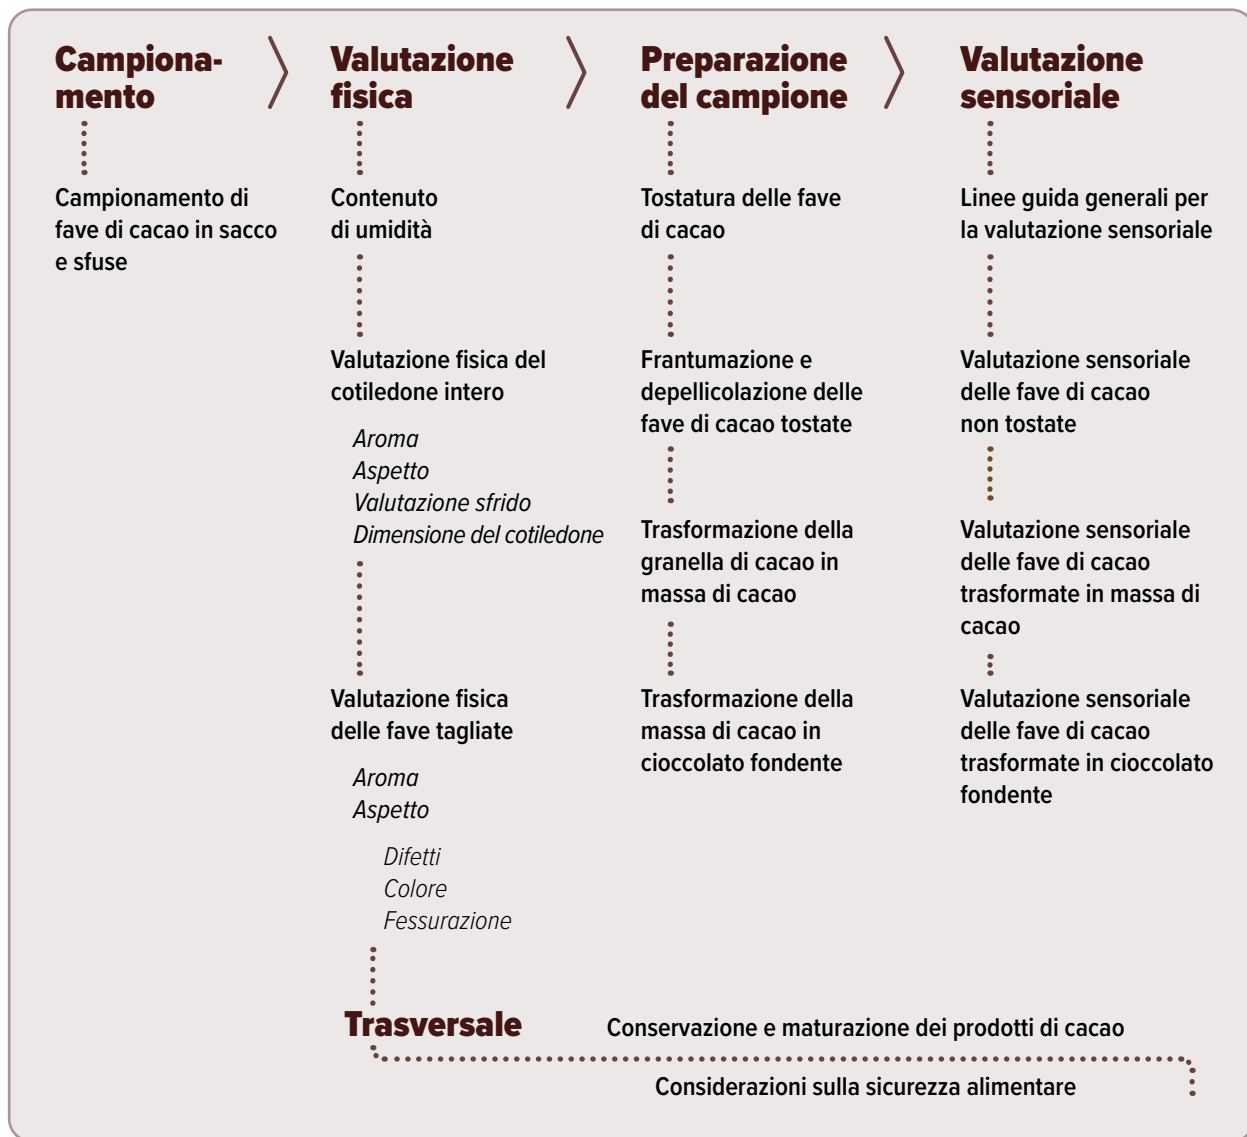 Campiona-
mento
Campionamento di
fave di cacao in sacco
e sfuse
Valutazione
fisica
Contenuto
di umidità
Valutazione fisica del
cotiledone intero
Aroma
Aspetto
Valutazione sfrido
Dimensione del cotiledone
Valutazione fisica
delle fave tagliate
Aroma
Aspetto
Difetti
Colore
Fessurazione
Preparazione
del campione
Tostatura delle fave
di cacao
Frantumazione e
depellicolazione delle
fave di cacao tostate
Trasformazione della
granella di cacao in
massa di cacao
Trasformazione della
massa di cacao in
cioccolato fondente
Valutazione
sensoriale
Linee guida generali per
la valutazione sensoriale
Valutazione sensoriale
delle fave di cacao
non tostate
Valutazione sensoriale
delle fave di cacao
trasformate in massa di
cacao
Valutazione sensoriale
delle fave di cacao
trasformate in cioccolato
fondente
Trasversale
Conservazione e maturazione dei prodotti di cacao
Considerazioni sulla sicurezza alimentare